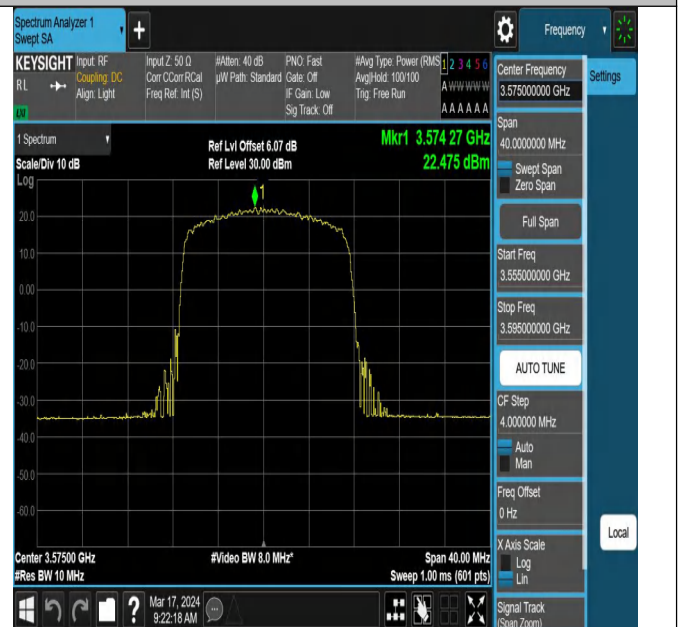 Spectrum Analyzer 1
Swept SA
+
Frequency
KEYSIGHT
RL
LXI
Input: RF
Coupling: DC
Align: Light
Input Z: 50 Ω
Corr CCorr RCal
Freq Ref: Int (S)
#Atten: 40 dB
µW Path: Standard
PNO: Fast
Gate: Off
IF Gain: Low
Sig Track: Off
#Avg Type: Power (RMS
Avg|Hold: 100/100
Trig: Free Run
1 2 3 4 5 6
A W W W W W
A A A A A A
1 Spectrum
Scale/Div 10 dB
Log
Ref Lvl Offset 6.07 dB
Ref Level 30.00 dBm
Mkr1 3.574 27 GHz
22.475 dBm
1
20.0
10.0
0.00
-10.0
-20.0
-30.0
-40.0
-50.0
-60.0
Center 3.57500 GHz
#Res BW 10 MHz
#Video BW 8.0 MHz*
Span 40.00 MHz
Sweep 1.00 ms (601 pts)
Mar 17, 2024
9:22:18 AM
Center Frequency
3.575000000 GHz
Settings
Span
40.0000000 MHz
Swept Span
Zero Span
Full Span
Start Freq
3.555000000 GHz
Stop Freq
3.595000000 GHz
AUTO TUNE
CF Step
4.000000 MHz
Auto
Man
Freq Offset
0 Hz
X Axis Scale
Log
Lin
Local
Signal Track
(Span Zoom)